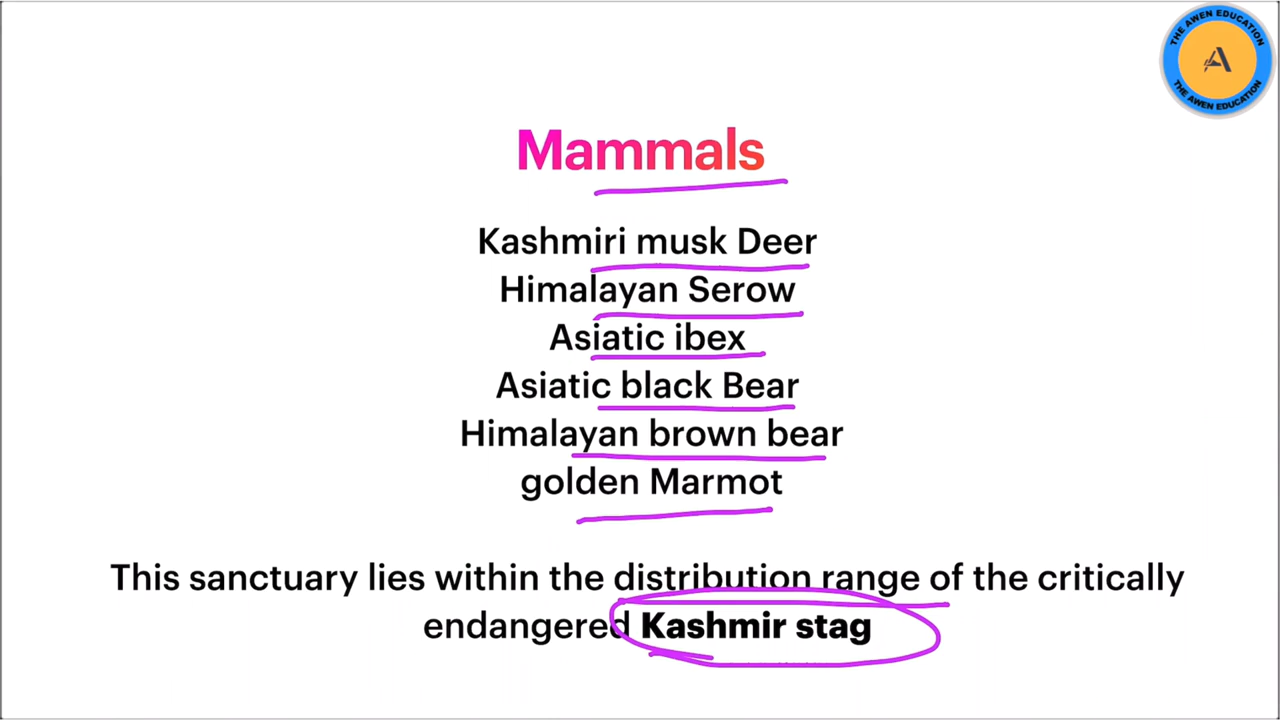 THE AWEN EDUCATION
A
THE AWEN EDUCATION
Mammals
Kashmiri musk Deer
Himalayan Serow
Asiatic ibex
Asiatic black Bear
Himalayan brown bear
golden Marmot
This sanctuary lies within the distribution range of the critically
endangered Kashmir stag